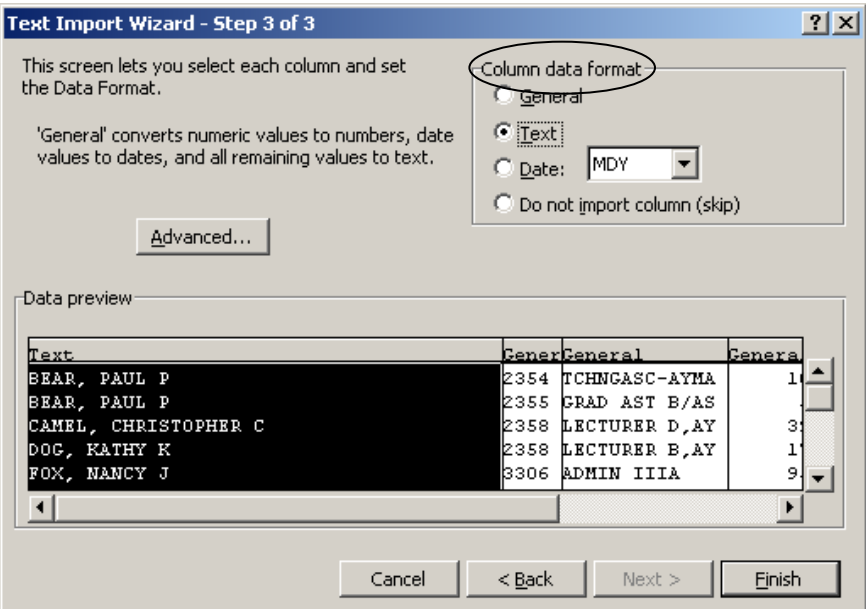 Text Import Wizard - Step 3 of 3
This screen lets you select each column and set
the Data Format.
'General' converts numeric values to numbers, date
values to dates, and all remaining values to text.
Advanced...
Column data format
General
Text
Date: MDY
Do not import column (skip)
Data preview
Text Gener General Genera
BEAR, PAUL P 2354 TCHNGASC-AYMA
BEAR, PAUL P 2355 GRAD AST B/AS
CAMEL, CHRISTOPHER C 2358 LECTURER D,AY
DOG, KATHY K 2358 LECTURER B,AY
FOX, NANCY J 3306 ADMIN IIIA 9
Cancel < Back Next > Finish